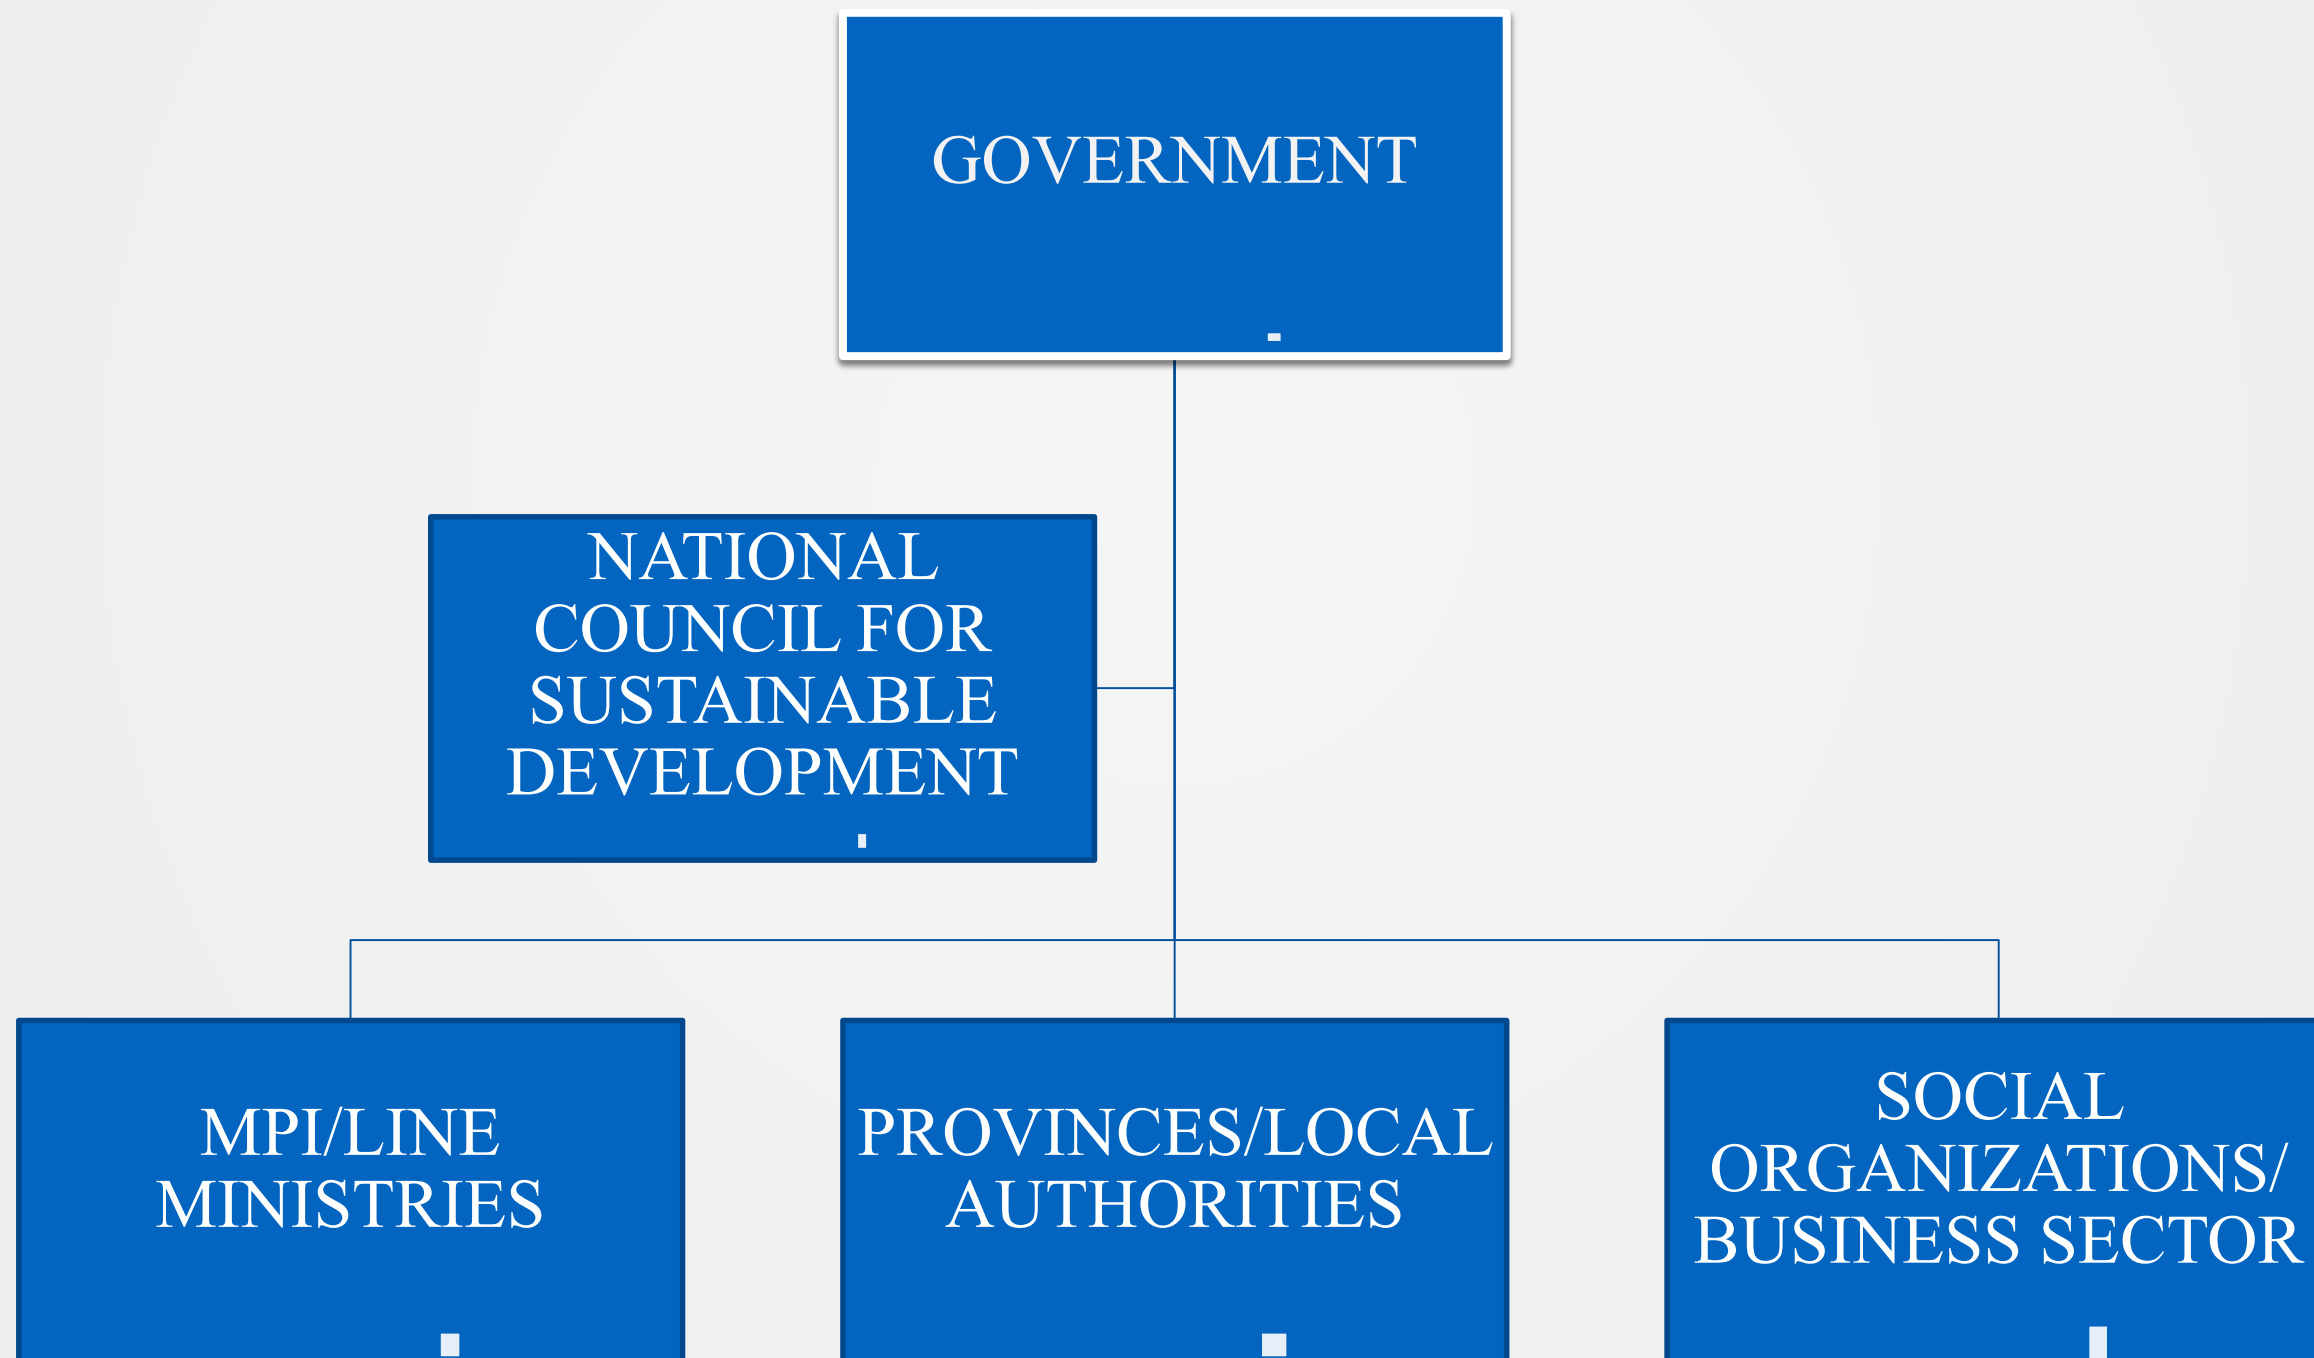 GOVERNMENT
NATIONAL
COUNCIL FOR
SUSTAINABLE
DEVELOPMENT
MPI/LINE
MINISTRIES
PROVINCES/LOCAL
AUTHORITIES
SOCIAL
ORGANIZATIONS/
BUSINESS SECTOR